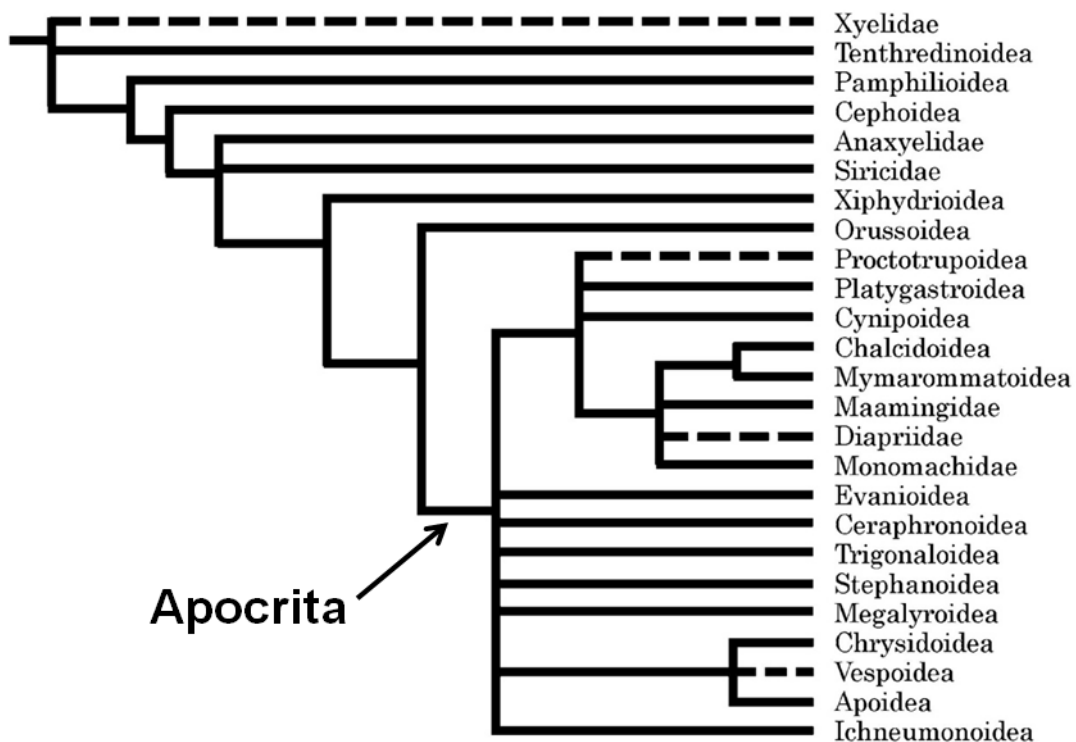 Xyelidae
Tenthredinoidea
Pamphilioidea
Cephoidea
Anaxyelidae
Siricidae
Xiphydrioidea
Orussoidea
Proctotrupoidea
Platygastroidea
Cynipoidea
Chalcidoidea
Mymarommatoidea
Maamingidae
Diapriidae
Monomachidae
Evanioidea
Ceraphronoidea
Trigonaloidea
Stephanoidea
Megalyroidea
Chrysidoidea
Vespoidea
Apoidea
Ichneumonoidea
Apocrita